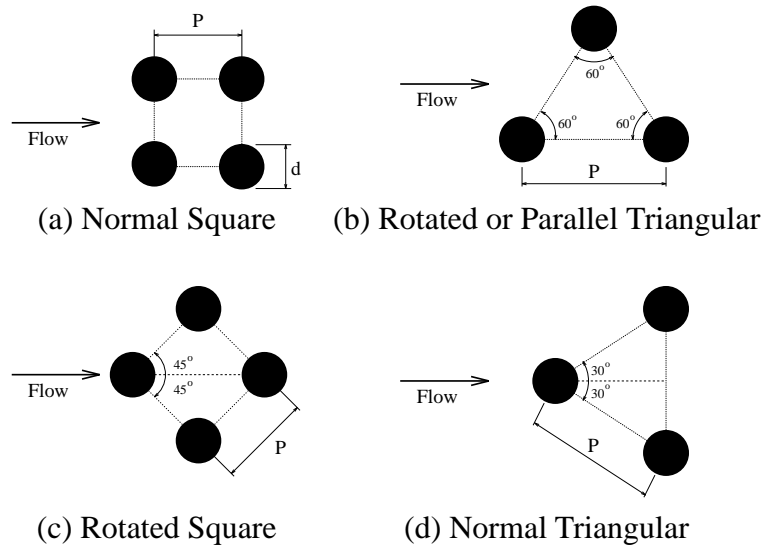 P
Flow
d
(a) Normal Square
60°
60° 60°
Flow
P
(b) Rotated or Parallel Triangular
45°
45°
Flow
P
(c) Rotated Square
30°
30°
Flow
P
(d) Normal Triangular